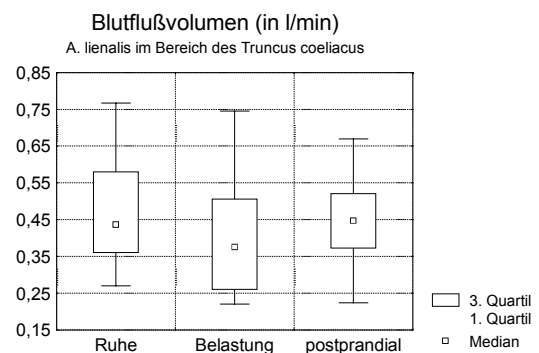 Blutflußvolumen (in l/min)
A. lienalis im Bereich des Truncus coeliacus
0,85
0,75
0,65
0,55
0,45
0,35
0,25
0,15
Ruhe Belastung postprandial
3. Quartil
1. Quartil
Median